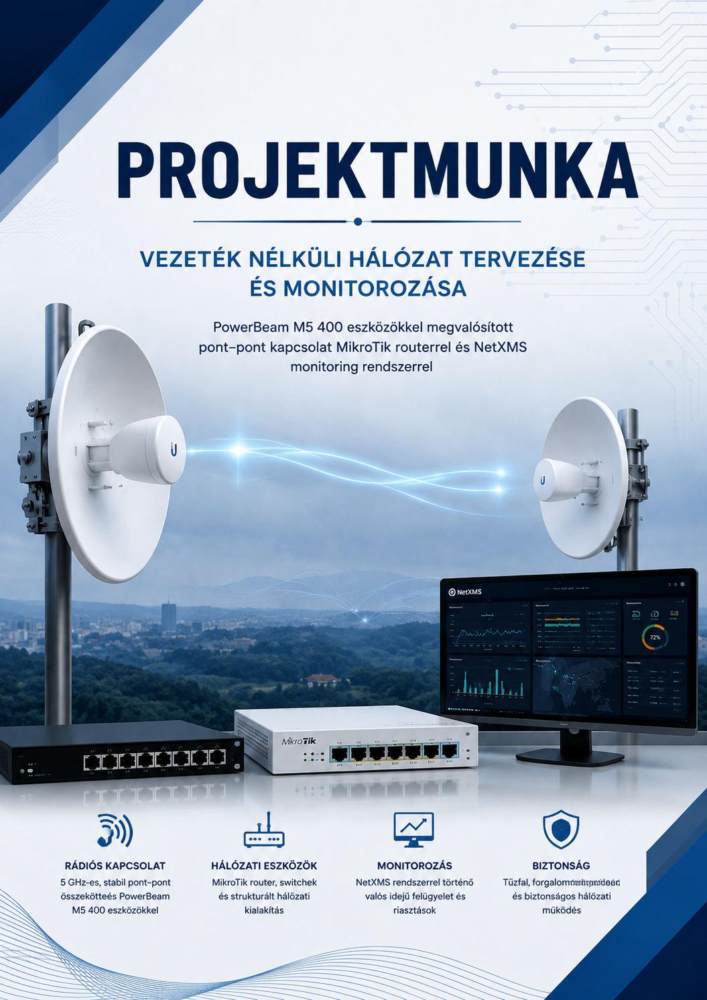 PROJEKTMUNKA
VEZETÉK NÉLKÜLI HÁLÓZAT TERVEZÉSE
ÉS MONITOROZÁSA
PowerBeam M5 400 eszközökkel megvalósított
pont–pont kapcsolat MikroTik routerrel és NetXMS
monitoring rendszerrel
U
U
NetXMS
72%
MikroTik
RÁDIÓS KAPCSOLAT
5 GHz-es, stabil pont–pont
összekötteés PowerBeam
M5 400 eszközökkel
HÁLÓZATI ESZKÖZÖK
MikroTik router, switchek
és strukturált hálózati
kialakítás
MONITOROZÁS
NetXMS rendszerrel történő
valós idejű felügyelet és
riasztások
BIZTONSÁG
Tűzfal,
és biztonságos hálózati
működés